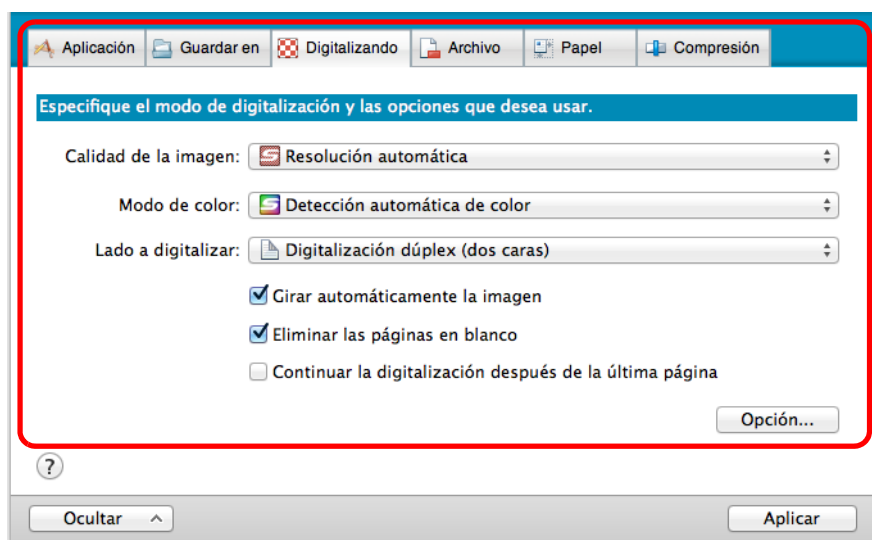 Aplicación Guardar en Digitalizando Archivo Papel Compresión
Especifique el modo de digitalización y las opciones que desea usar.
Calidad de la imagen: Resolución automática
Modo de color: Detección automática de color
Lado a digitalizar: Digitalización dúplex (dos caras)
Girar automáticamente la imagen
Eliminar las páginas en blanco
Continuar la digitalización después de la última página
Opción...
?
Ocultar Aplicar